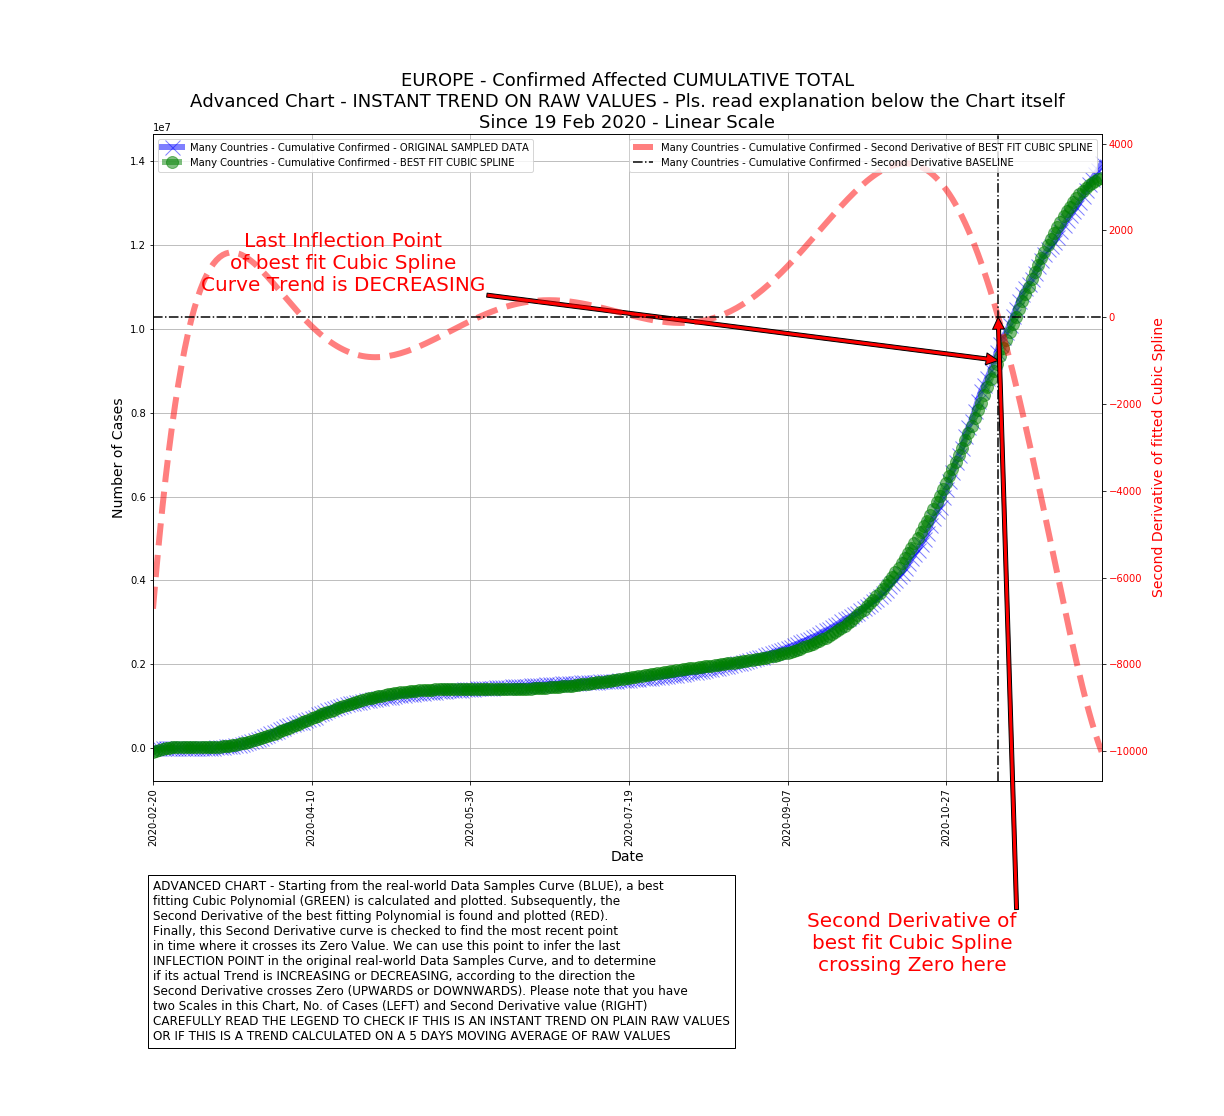 EUROPE - Confirmed Affected CUMULATIVE TOTAL
Advanced Chart - INSTANT TREND ON RAW VALUES - Pls. read explanation below the Chart itself
Since 19 Feb 2020 - Linear Scale
1e7
Many Countries - Cumulative Confirmed - ORIGINAL SAMPLED DATA
Many Countries - Cumulative Confirmed - BEST FIT CUBIC SPLINE
Many Countries - Cumulative Confirmed - Second Derivative of BEST FIT CUBIC SPLINE
Many Countries - Cumulative Confirmed - Second Derivative BASELINE
Last Inflection Point
of best fit Cubic Spline
Curve Trend is DECREASING
Number of Cases
1.4
1.2
1.0
0.8
0.6
0.4
0.2
0.0
4000
2000
0
−2000
−4000
−6000
−8000
−10000
Second Derivative of fitted Cubic Spline
2020-02-20
2020-04-10
2020-05-30
2020-07-19
2020-09-07
2020-10-27
Date
ADVANCED CHART - Starting from the real-world Data Samples Curve (BLUE), a best
fitting Cubic Polynomial (GREEN) is calculated and plotted. Subsequently, the
Second Derivative of the best fitting Polynomial is found and plotted (RED).
Finally, this Second Derivative curve is checked to find the most recent point
in time where it crosses its Zero Value. We can use this point to infer the last
INFLECTION POINT in the original real-world Data Samples Curve, and to determine
if its actual Trend is INCREASING or DECREASING, according to the direction the
Second Derivative crosses Zero (UPWARDS or DOWNWARDS). Please note that you have
two Scales in this Chart, No. of Cases (LEFT) and Second Derivative value (RIGHT)
CAREFULLY READ THE LEGEND TO CHECK IF THIS IS AN INSTANT TREND ON PLAIN RAW VALUES
OR IF THIS IS A TREND CALCULATED ON A 5 DAYS MOVING AVERAGE OF RAW VALUES
Second Derivative of
best fit Cubic Spline
crossing Zero here